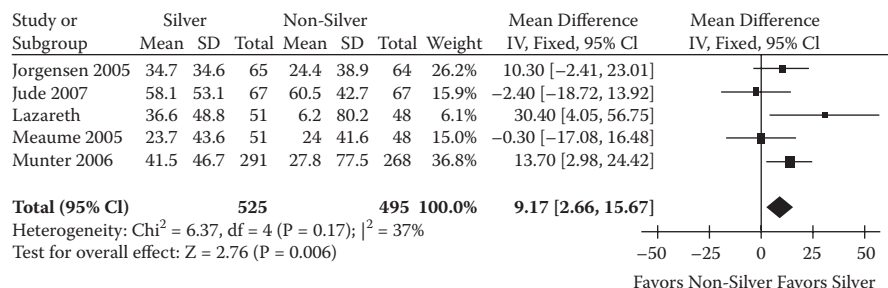 Study or Silver Non-Silver Mean Difference Mean Difference
Subgroup Mean SD Total Mean SD Total Weight IV, Fixed, 95% Cl IV, Fixed, 95% Cl
Jorgensen 2005 34.7 34.6 65 24.4 38.9 64 26.2% 10.30 [−2.41, 23.01]
Jude 2007 58.1 53.1 67 60.5 42.7 67 15.9% −2.40 [−18.72, 13.92]
Lazareth 36.6 48.8 51 6.2 80.2 48 6.1% 30.40 [4.05, 56.75]
Meaume 2005 23.7 43.6 51 24 41.6 48 15.0% −0.30 [−17.08, 16.48]
Munter 2006 41.5 46.7 291 27.8 77.5 268 36.8% 13.70 [2.98, 24.42]
Total (95% Cl) 525 495 100.0% 9.17 [2.66, 15.67]
Heterogeneity: Chi² = 6.37, df = 4 (P = 0.17); |² = 37%
Test for overall effect: Z = 2.76 (P = 0.006)
−50 −25 0 25 50
Favors Non-Silver Favors Silver